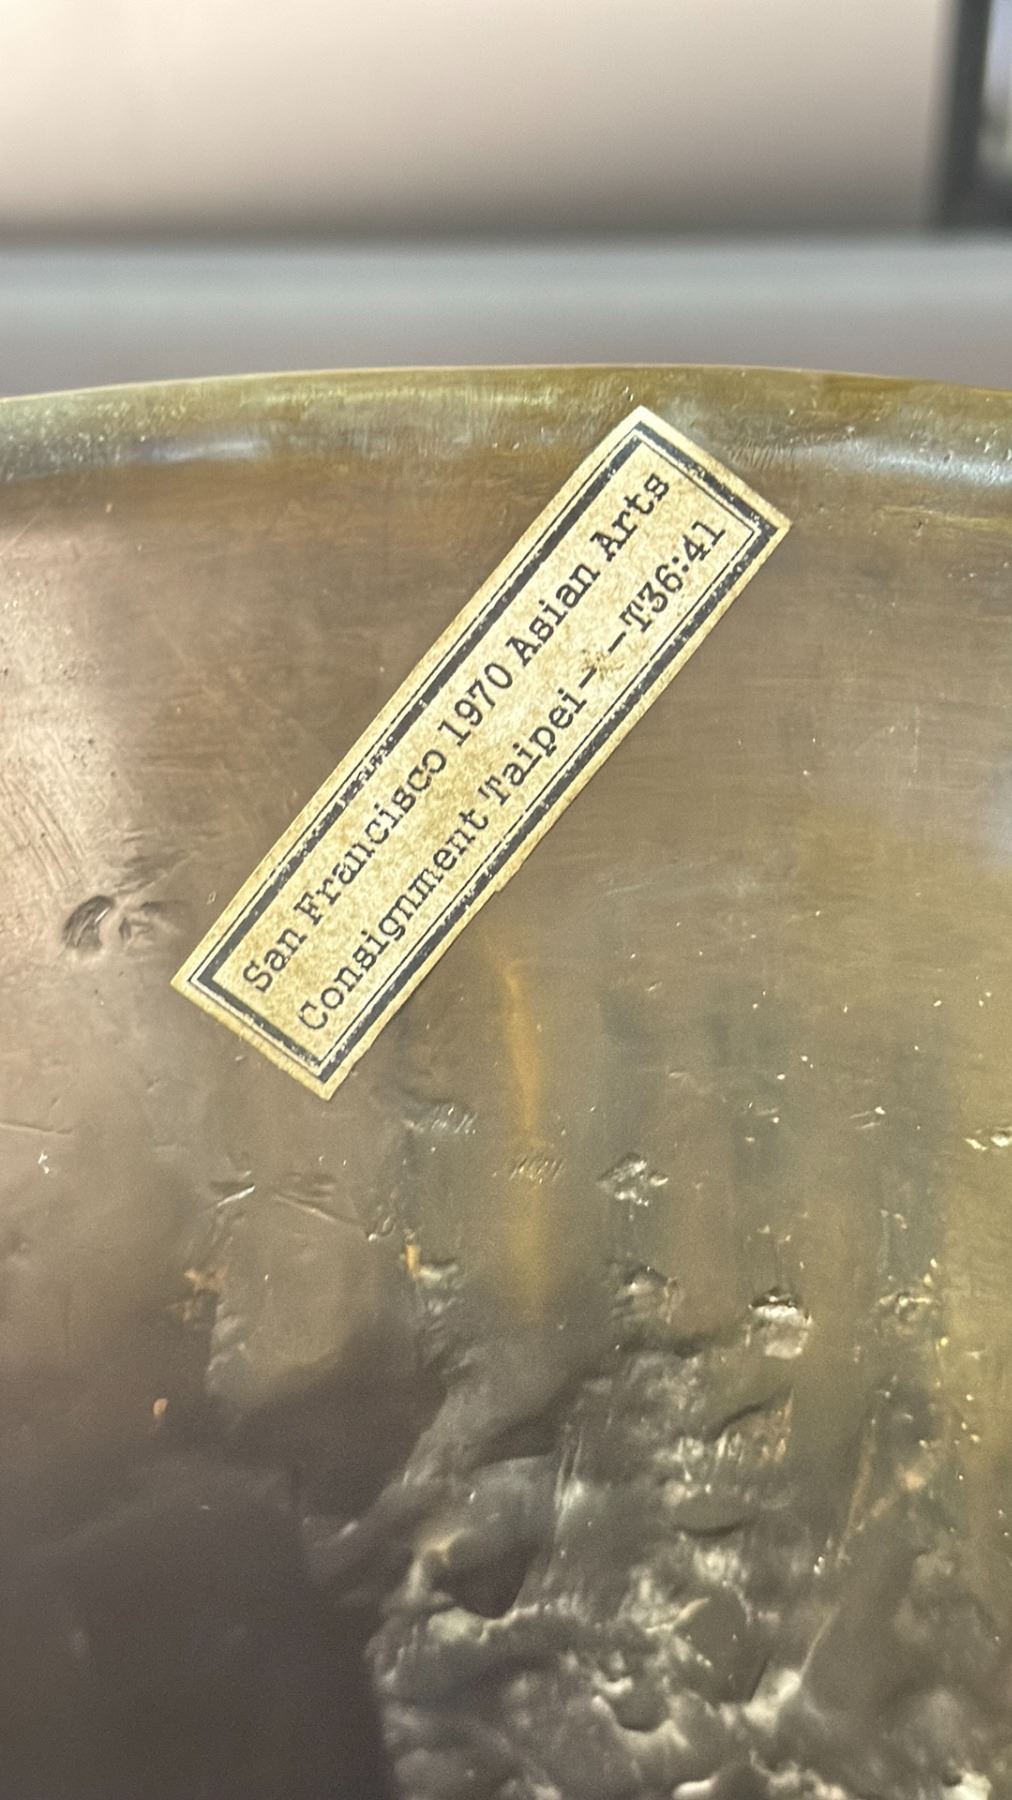 San Francisco 1970 Asian Arts
Consignment Taipei-*-T36:41